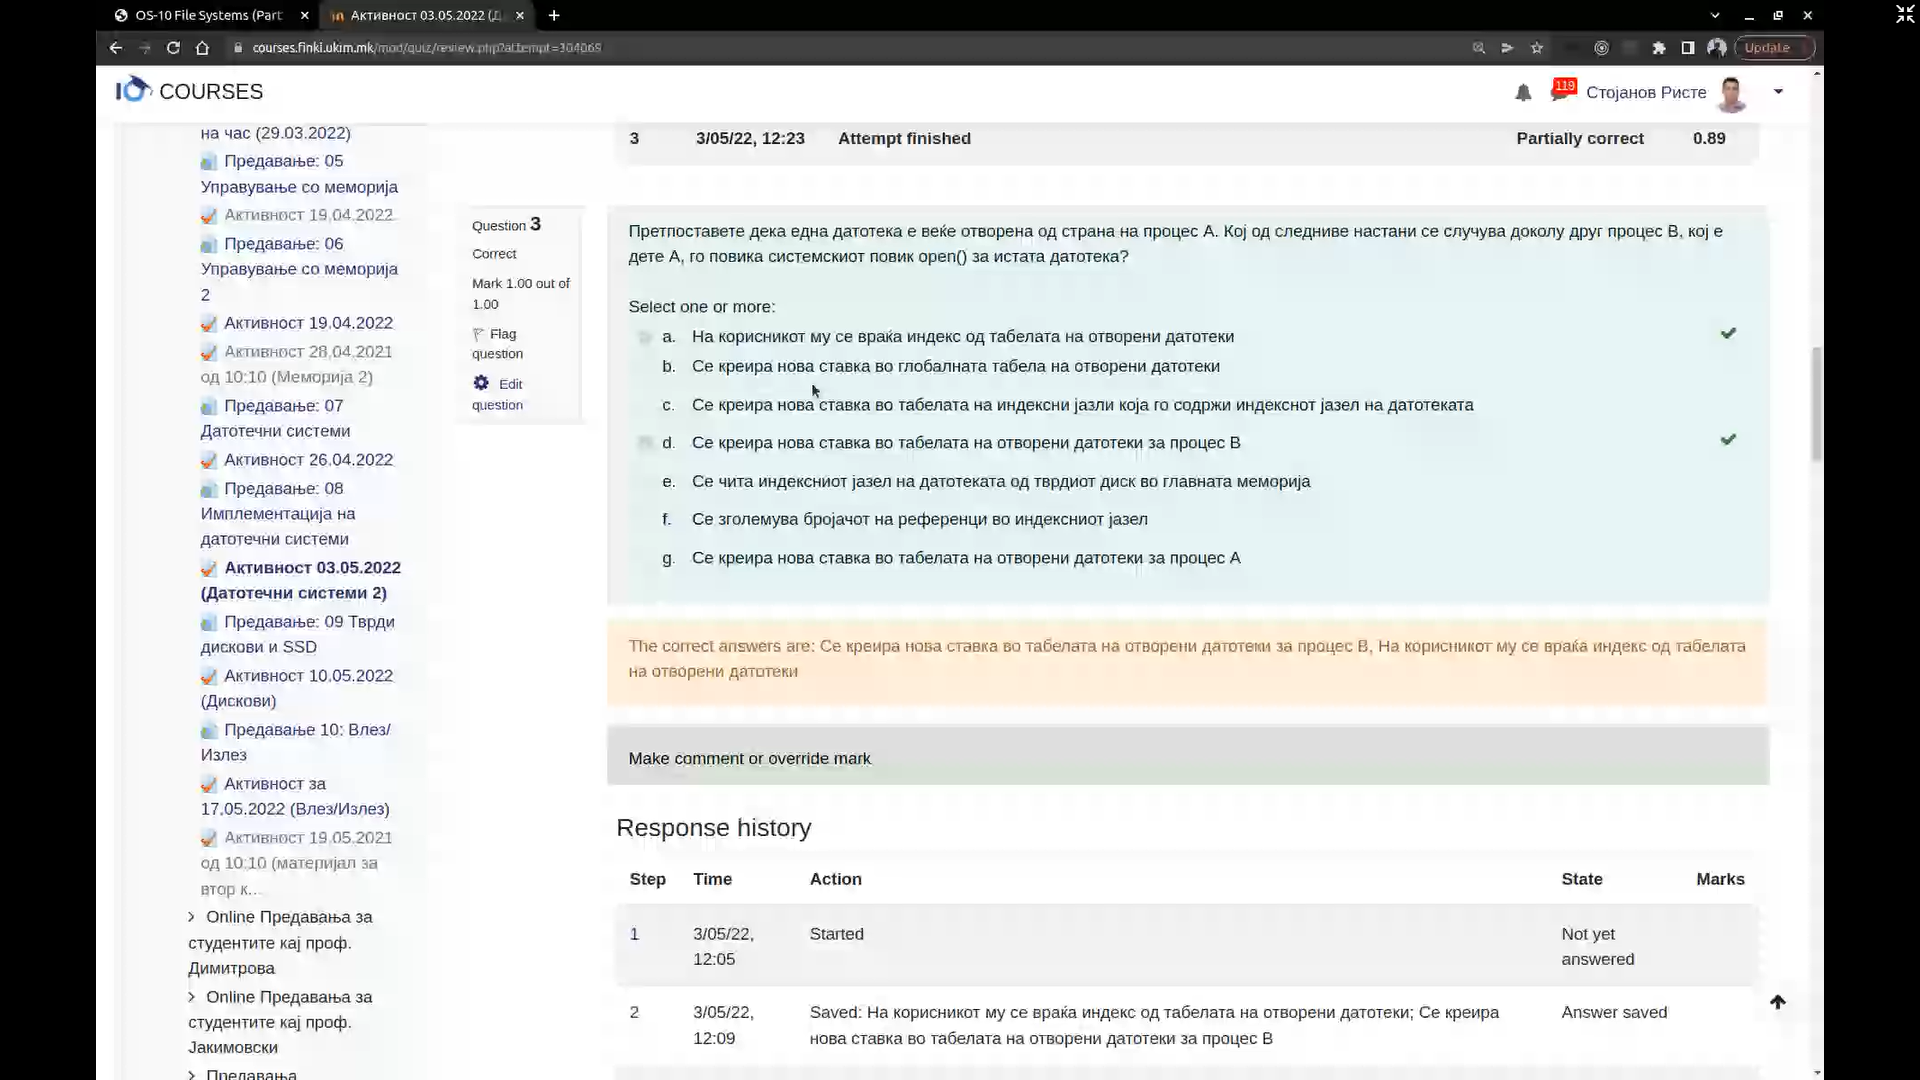 OS-10 File Systems (Part
Активност 03.05.2022 (Д
courses.finki.ukim.mk/mod/quiz/review.php?attempt=304069
Update
COURSES
119
Стојанов Ристе
на час (29.03.2022)
Предавање: 05
Управување со меморија
Активност 19.04.2022
Предавање: 06
Управување со меморија
2
Активност 19.04.2022
Активност 28.04.2021
од 10:10 (Меморија 2)
Предавање: 07
Датотечни системи
Активност 26.04.2022
Предавање: 08
Имплементација на
датотечни системи
Активност 03.05.2022
(Датотечни системи 2)
Предавање: 09 Тврди
дискови и SSD
Активност 10.05.2022
(Дискови)
Предавање 10: Влез/
Излез
Активност за
17.05.2022 (Влез/Излез)
Активност 19.05.2021
од 10:10 (материјал за
втор к...
Online Предавања за
студентите кај проф.
Димитрова
Online Предавања за
студентите кај проф.
Јакимовски
Предавања
3 3/05/22, 12:23 Attempt finished Partially correct 0.89
Question 3
Correct
Mark 1.00 out of
1.00
Flag
question
Edit
question
Претпоставете дека една датотека е веќе отворена од страна на процес А. Кој од следниве настани се случува доколу друг процес B, кој е
дете А, го повика системскиот повик open() за истата датотека?
Select one or more:
a. На корисникот му се враќа индекс од табелата на отворени датотеки
b. Се креира нова ставка во глобалната табела на отворени датотеки
c. Се креира нова ставка во табелата на индексни јазли која го содржи индекснот јазел на датотеката
d. Се креира нова ставка во табелата на отворени датотеки за процес B
e. Се чита индексниот јазел на датотеката од тврдиот диск во главната меморија
f. Се зголемува бројачот на референци во индексниот јазел
g. Се креира нова ставка во табелата на отворени датотеки за процес А
The correct answers are: Се креира нова ставка во табелата на отворени датотеки за процес B, На корисникот му се враќа индекс од табелата
на отворени датотеки
Make comment or override mark
Response history
Step Time Action State Marks
1 3/05/22, Started Not yet
12:05 answered
2 3/05/22, Saved: На корисникот му се враќа индекс од табелата на отворени датотеки; Се креира Answer saved
12:09 нова ставка во табелата на отворени датотеки за процес B